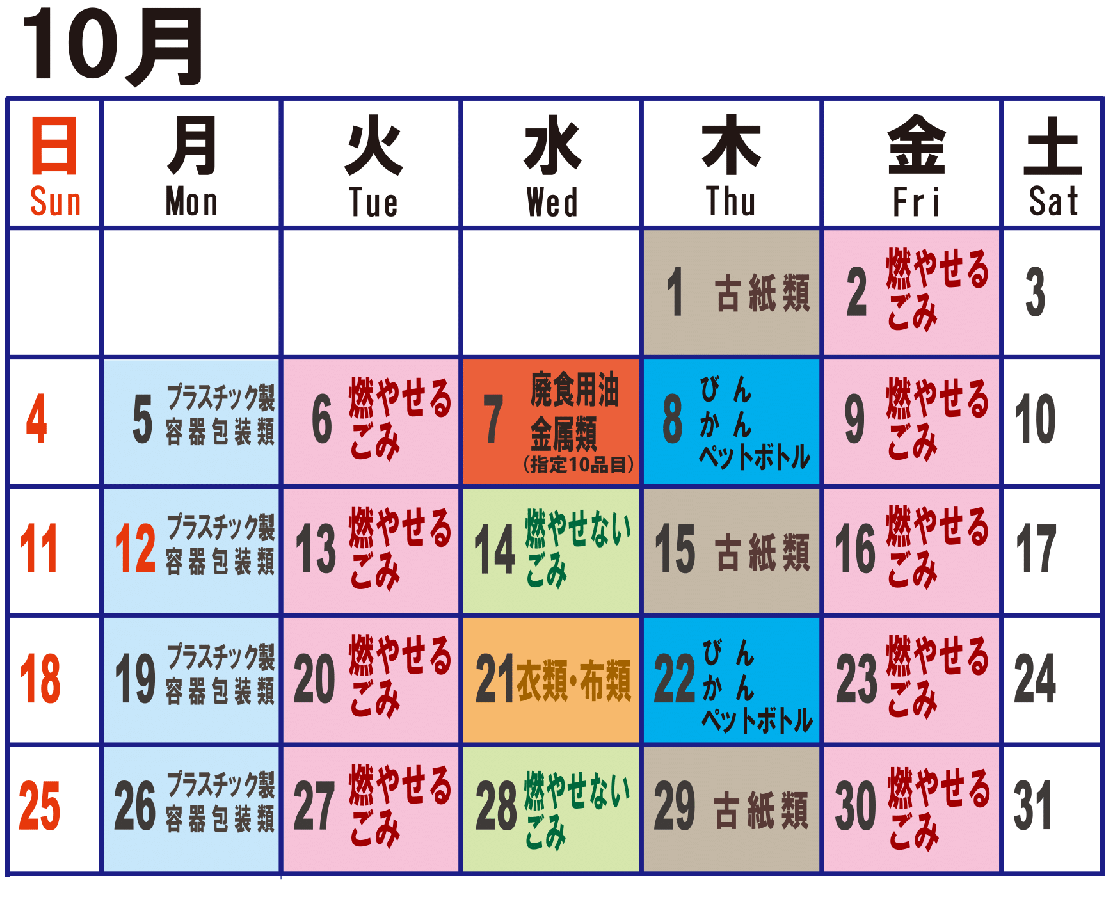 10月
日 月 火 水 木 金 土
Sun Mon Tue Wed Thu Fri Sat
1 古紙類
2 燃やせる
ごみ
3
4
5 プラスチック製
容器包装類
6 燃やせる
ごみ
7 廃食用油
金属類
(指定10品目)
8 びん
かん
ペットボトル
9 燃やせる
ごみ
10
11
12 プラスチック製
容器包装類
13 燃やせる
ごみ
14 燃やせない
ごみ
15 古紙類
16 燃やせる
ごみ
17
18
19 プラスチック製
容器包装類
20 燃やせる
ごみ
21 衣類・布類
22 びん
かん
ペットボトル
23 燃やせる
ごみ
24
25
26 プラスチック製
容器包装類
27 燃やせる
ごみ
28 燃やせない
ごみ
29 古紙類
30 燃やせる
ごみ
31